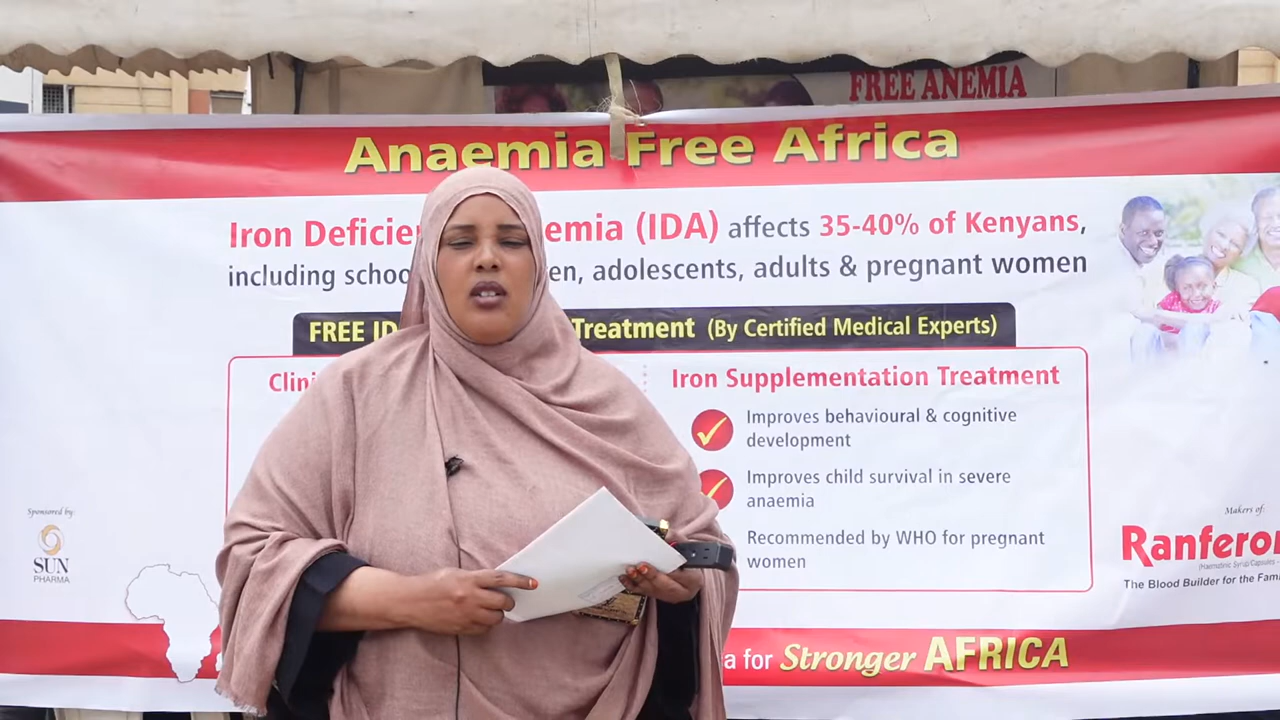 FREE ANEMIA
Anaemia Free Africa
Iron Deficie emia (IDA) affects 35-40% of Kenyans,
including schoo en, adolescents, adults & pregnant women
FREE ID Treatment (By Certified Medical Experts)
Clini
Iron Supplementation Treatment
Improves behavioural & cognitive
development
Improves child survival in severe
anaemia
Recommended by WHO for pregnant
women
Sponsored by:
SUN
PHARMA
Makers of:
Ranferon
(Haematinic Syrup/Capsules
The Blood Builder for the Fam
a for Stronger AFRICA